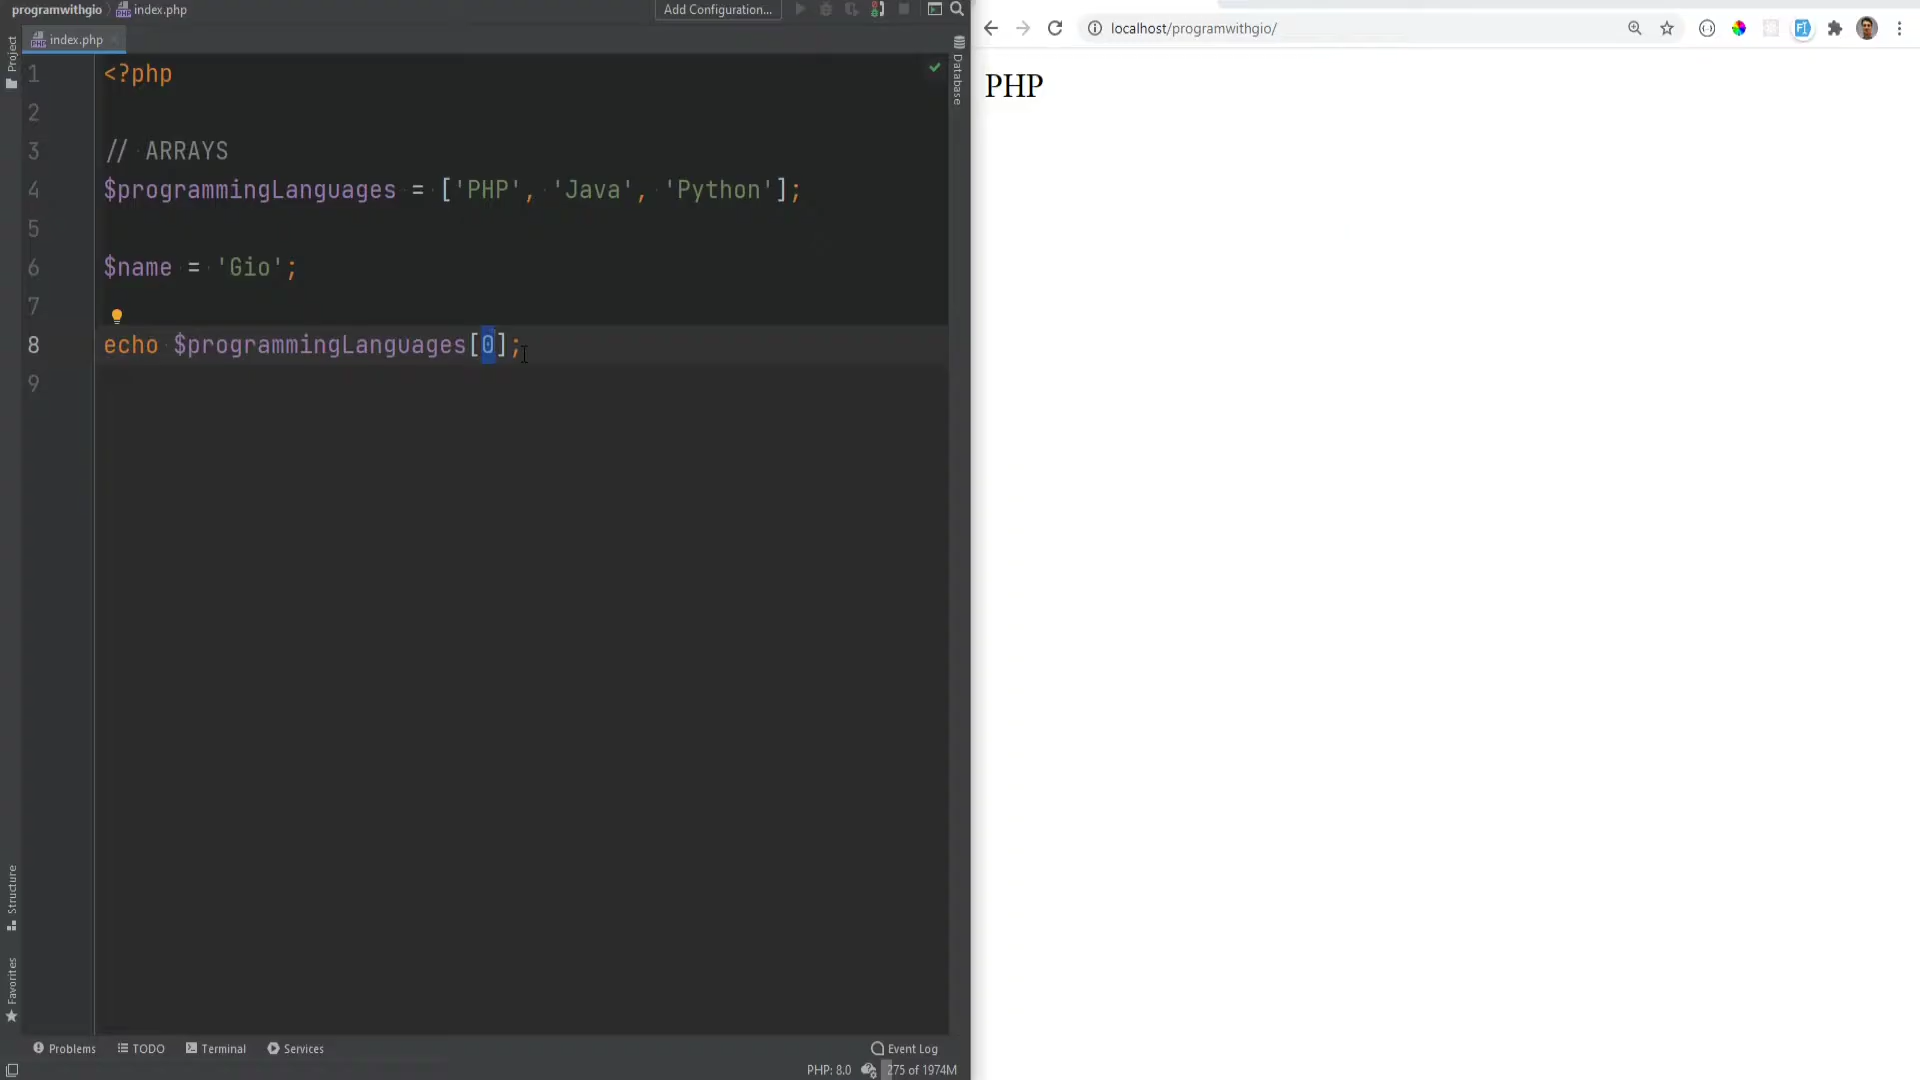 programwithgio index.php Add Configuration...
index.php
Project
Database
1 <?php
2
3 // ARRAYS
4 $programmingLanguages = ['PHP', 'Java', 'Python'];
5
6 $name = 'Gio';
7
8 echo $programmingLanguages[0];
9
Structure
Favorites
Problems TODO Terminal Services Event Log
PHP: 8.0 275 of 1974M
localhost/programwithgio/
PHP